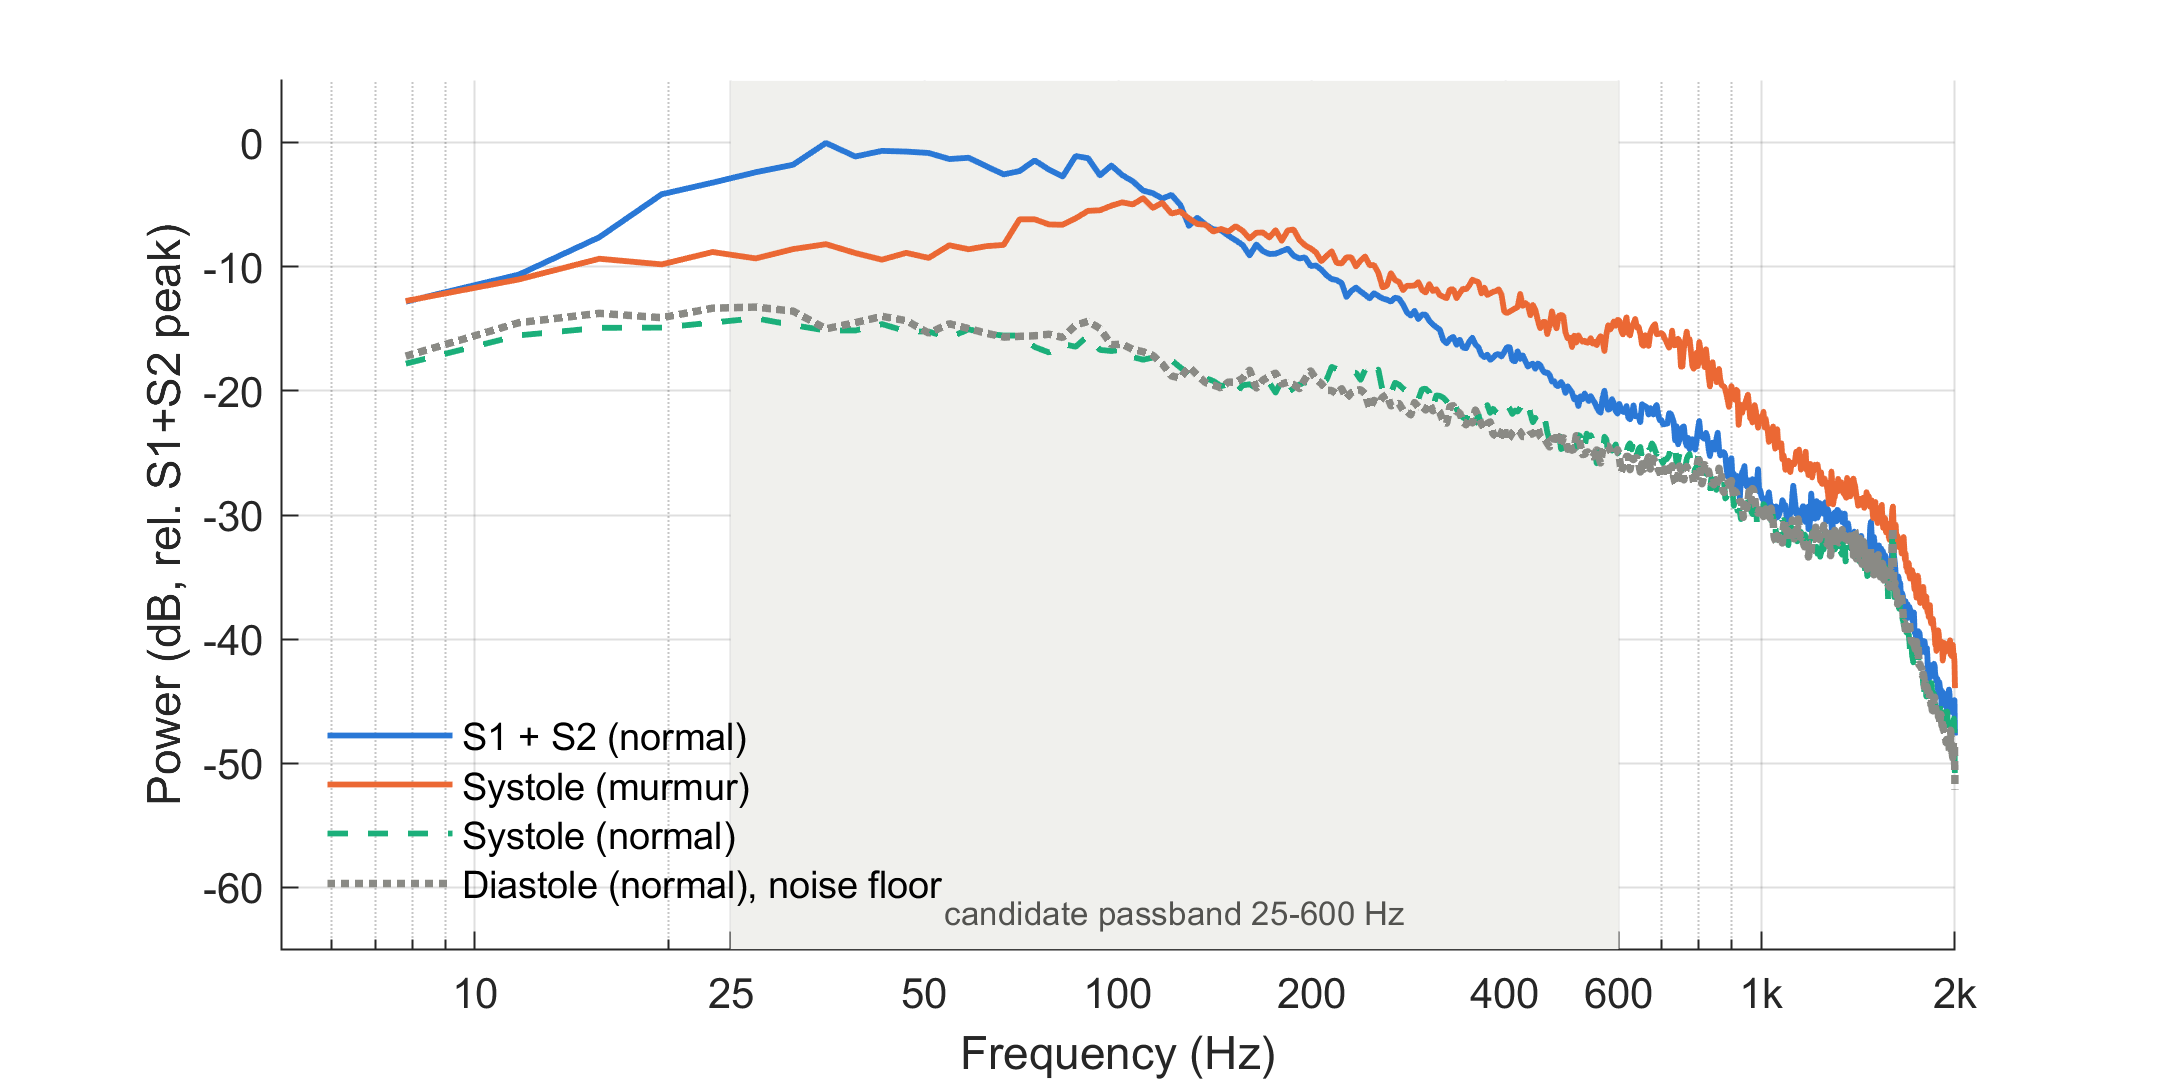 Power (dB, rel. S1+S2 peak)
0
-10
-20
-30
-40
-50
-60
S1 + S2 (normal)
Systole (murmur)
Systole (normal)
Diastole (normal), noise floor
candidate passband 25-600 Hz
10 25 50 100 200 400 600 1k 2k
Frequency (Hz)